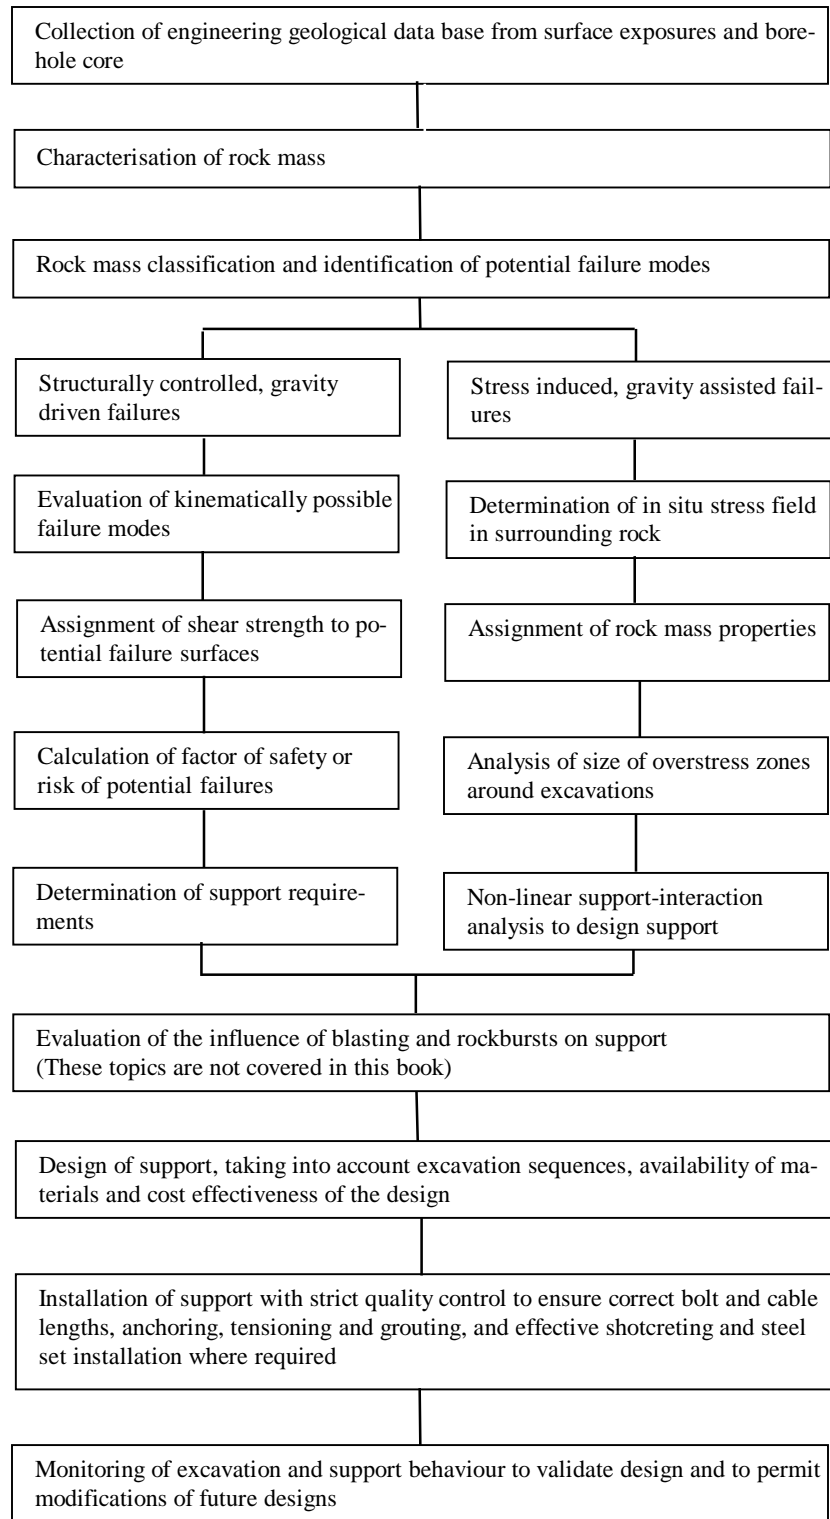 Collection of engineering geological data base from surface exposures and bore-
hole core
Characterisation of rock mass
Rock mass classification and identification of potential failure modes
Structurally controlled, gravity
driven failures
Evaluation of kinematically possible
failure modes
Assignment of shear strength to po-
tential failure surfaces
Calculation of factor of safety or
risk of potential failures
Determination of support require-
ments
Stress induced, gravity assisted fail-
ures
Determination of in situ stress field
in surrounding rock
Assignment of rock mass properties
Analysis of size of overstress zones
around excavations
Non-linear support-interaction
analysis to design support
Evaluation of the influence of blasting and rockbursts on support
(These topics are not covered in this book)
Design of support, taking into account excavation sequences, availability of ma-
terials and cost effectiveness of the design
Installation of support with strict quality control to ensure correct bolt and cable
lengths, anchoring, tensioning and grouting, and effective shotcreting and steel
set installation where required
Monitoring of excavation and support behaviour to validate design and to permit
modifications of future designs